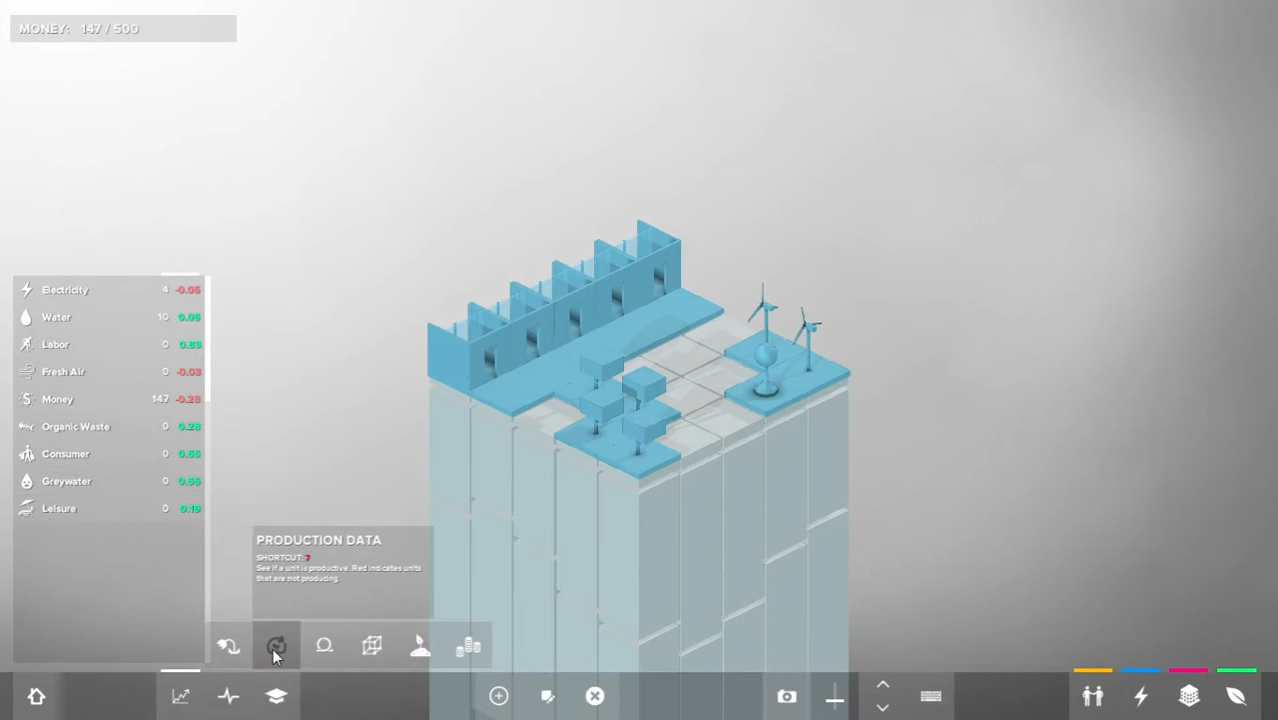 MONEY: 147 / 500
Electricity 4 -0.05
Water 10 0.05
Labor 0 0.83
Fresh Air 0 -0.03
Money 147 -0.28
Organic Waste 0 0.28
Consumer 0 0.55
Greywater 0 0.55
Leisure 0 0.19
PRODUCTION DATA
SHORTCUT: 7
See if a unit is productive. Red indicates units
that are not producing.